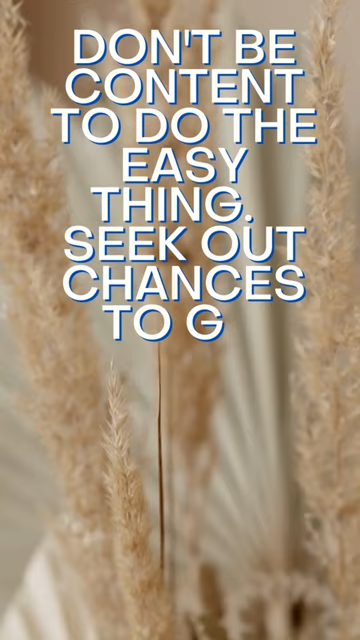 DON'T BE
CONTENT
TO DO THE
EASY
THING.
SEEK OUT
CHANCES
TO G